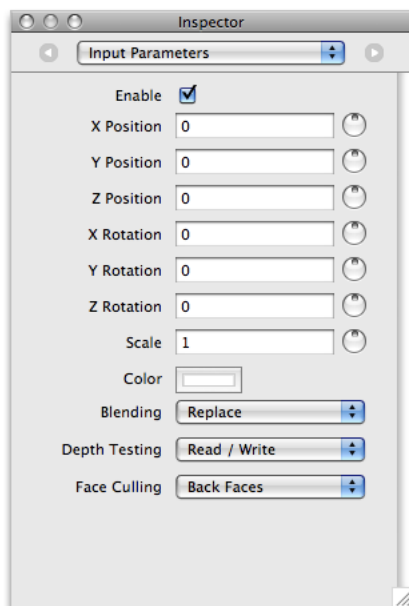 Inspector
Input Parameters
Enable
X Position 0
Y Position 0
Z Position 0
X Rotation 0
Y Rotation 0
Z Rotation 0
Scale 1
Color
Blending Replace
Depth Testing Read / Write
Face Culling Back Faces